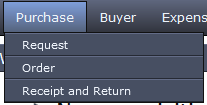 Purchase Buyer Expens
Request
Order
Receipt and Return